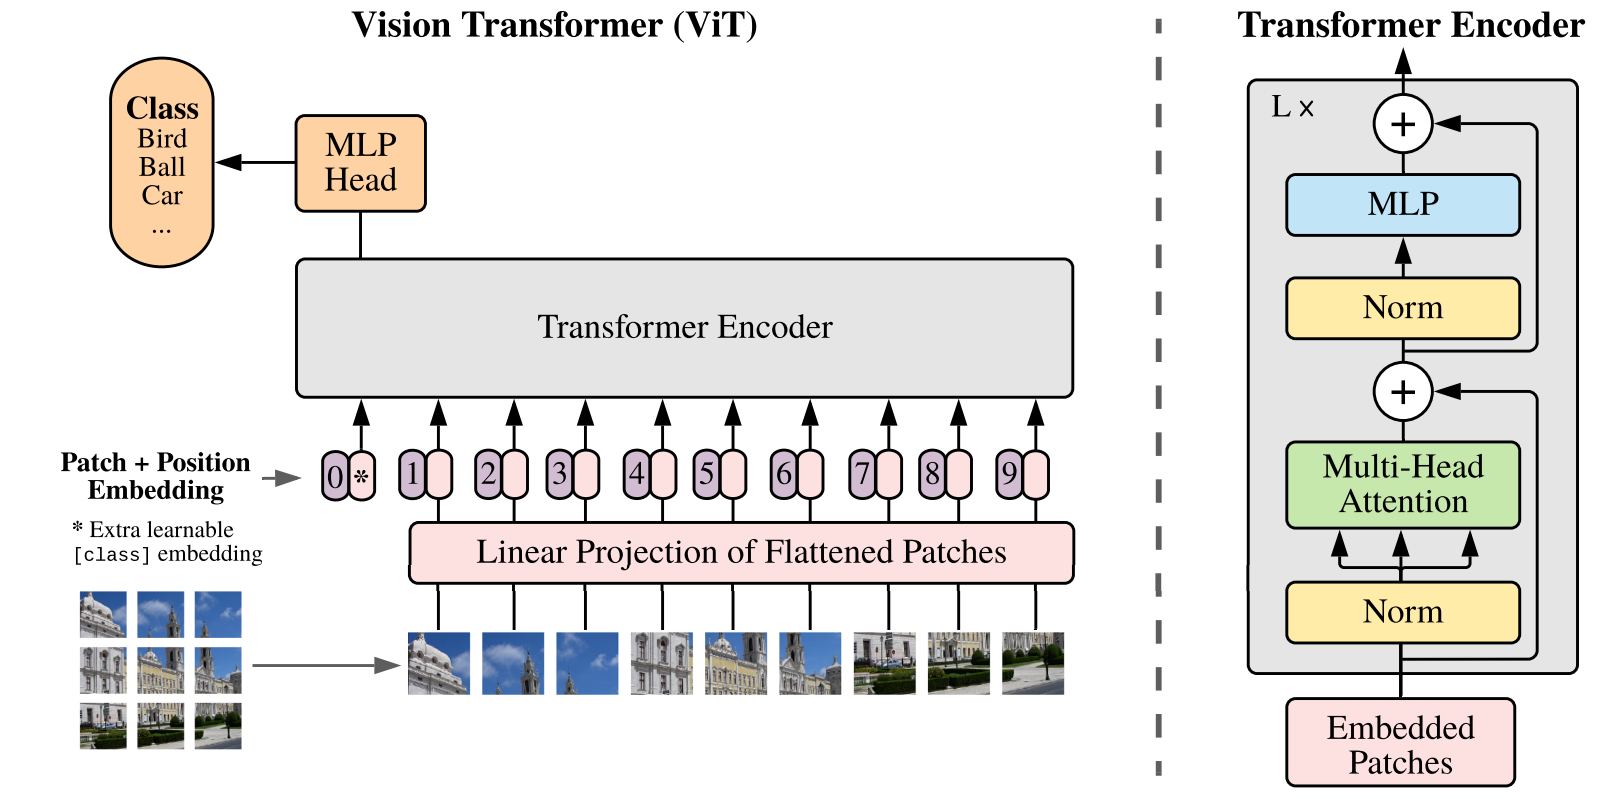 Vision Transformer (ViT)
Class
Bird
Ball
Car
...
MLP
Head
Transformer Encoder
Patch + Position
Embedding
* Extra learnable
[class] embedding
0 * 1 2 3 4 5 6 7 8 9
Linear Projection of Flattened Patches
Transformer Encoder
L ×
+
MLP
Norm
+
Multi-Head
Attention
Norm
Embedded
Patches